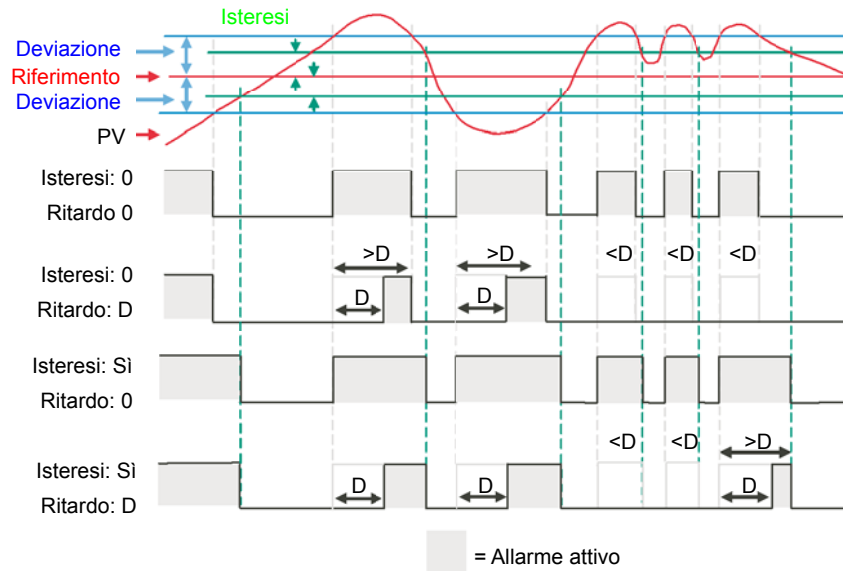 Isteresi
Deviazione
Riferimento
Deviazione
PV
Isteresi: 0
Ritardo 0
>D >D <D <D <D
Isteresi: 0
D D
Ritardo: D
Isteresi: Sì
Ritardo: 0
<D <D >D
Isteresi: Sì
D D D
Ritardo: D
= Allarme attivo